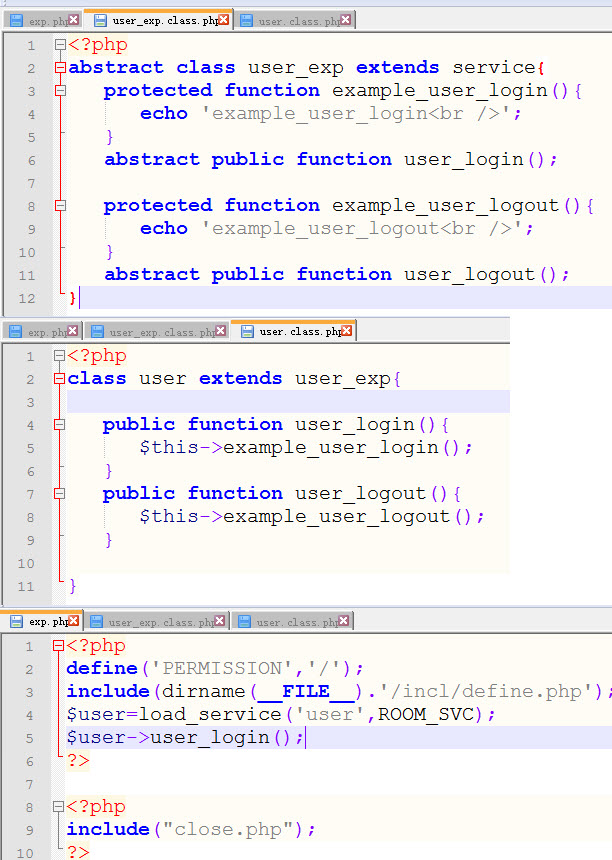 exp.php user_exp.class.php user.class.php
1 <?php
2 abstract class user_exp extends service{
3 protected function example_user_login(){
4 echo 'example_user_login<br />';
5 }
6 abstract public function user_login();
7
8 protected function example_user_logout(){
9 echo 'example_user_logout<br />';
10 }
11 abstract public function user_logout();
12 }
exp.php user_exp.class.php user.class.php
1 <?php
2 class user extends user_exp{
3
4 public function user_login(){
5 $this->example_user_login();
6 }
7 public function user_logout(){
8 $this->example_user_logout();
9 }
10
11 }
exp.php user_exp.class.php user.class.php
1 <?php
2 define('PERMISSION','/');
3 include(dirname(__FILE__).'/incl/define.php');
4 $user=load_service('user',ROOM_SVC);
5 $user->user_login();
6 ?>
7
8 <?php
9 include("close.php");
10 ?>